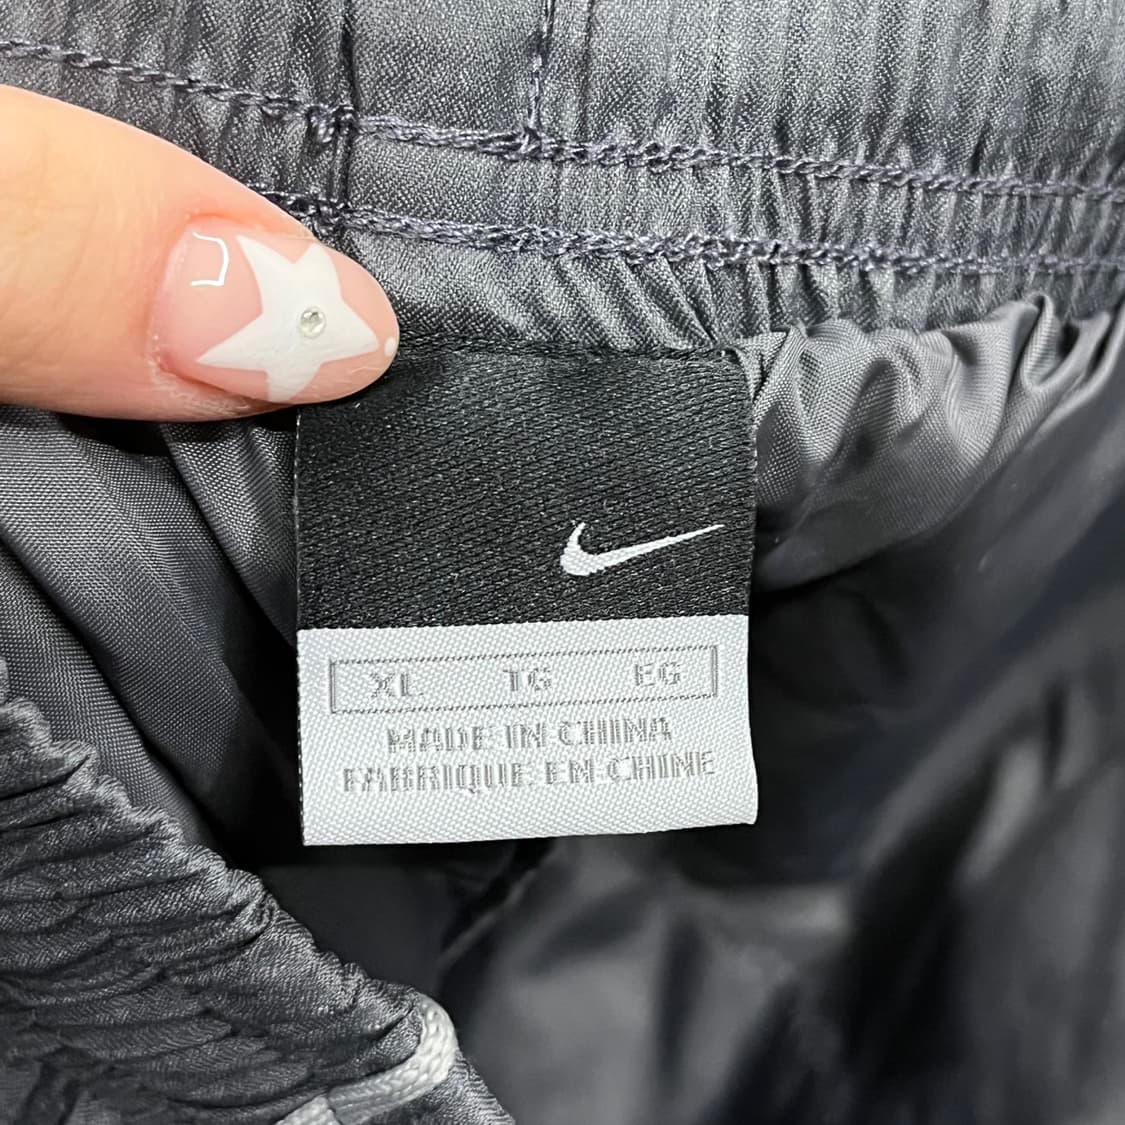 XL TG EG
MADE IN CHINA
FABRIQUE EN CHINE